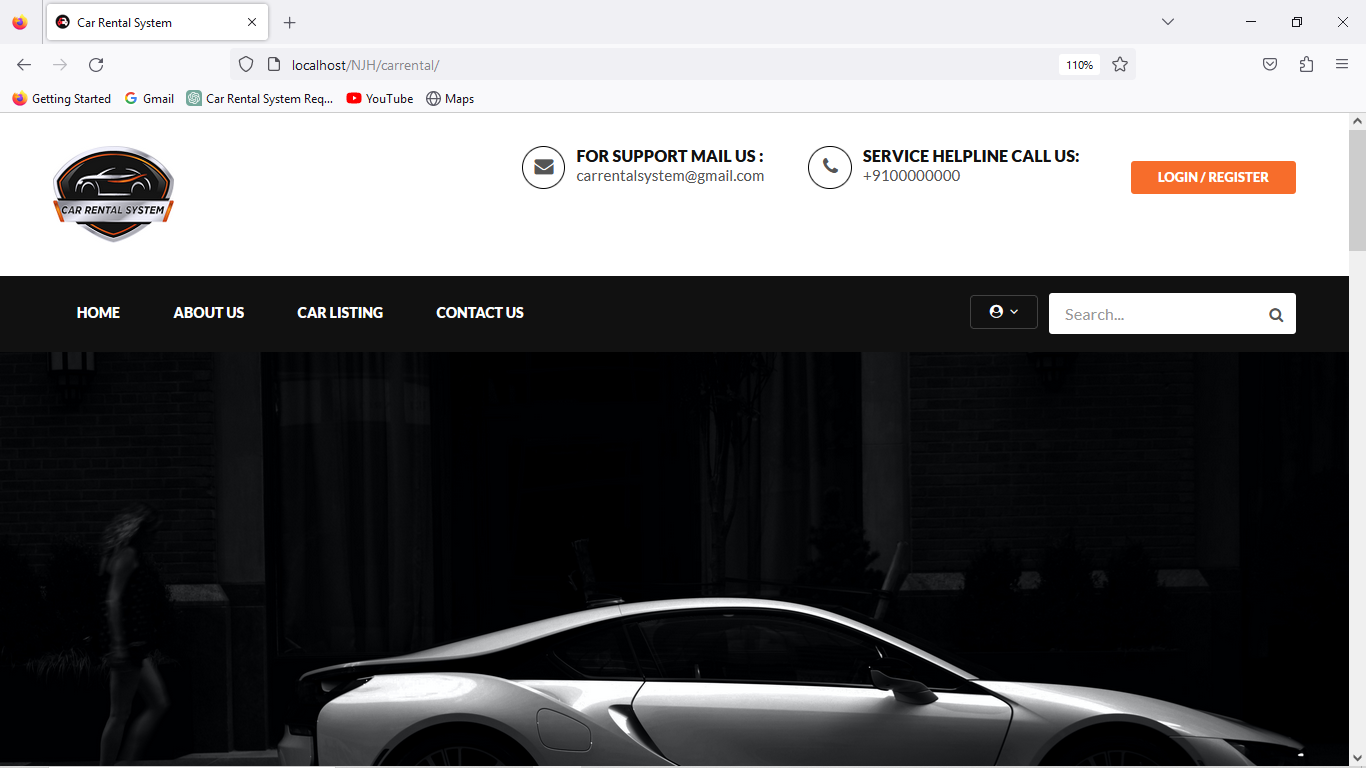 Car Rental System
localhost/NJH/carrental/
110%
Getting Started
Gmail
Car Rental System Req...
YouTube
Maps
CAR RENTAL SYSTEM
FOR SUPPORT MAIL US :
carrentalsystem@gmail.com
SERVICE HELPLINE CALL US:
+9100000000
LOGIN / REGISTER
HOME
ABOUT US
CAR LISTING
CONTACT US
Search...